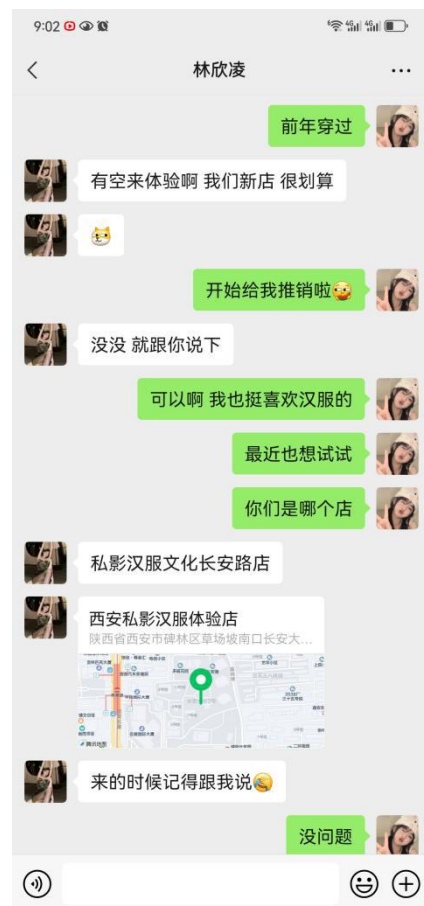 9:02
林欣凌
前年穿过
有空来体验啊 我们新店 很划算
开始给我推销啦
没没 就跟你说下
可以啊 我也挺喜欢汉服的
最近也想试试
你们是哪个店
私影汉服文化长安路店
西安私影汉服体验店
陕西省西安市碑林区草场坡南口长安大...
腾讯地图
来的时候记得跟我说
没问题